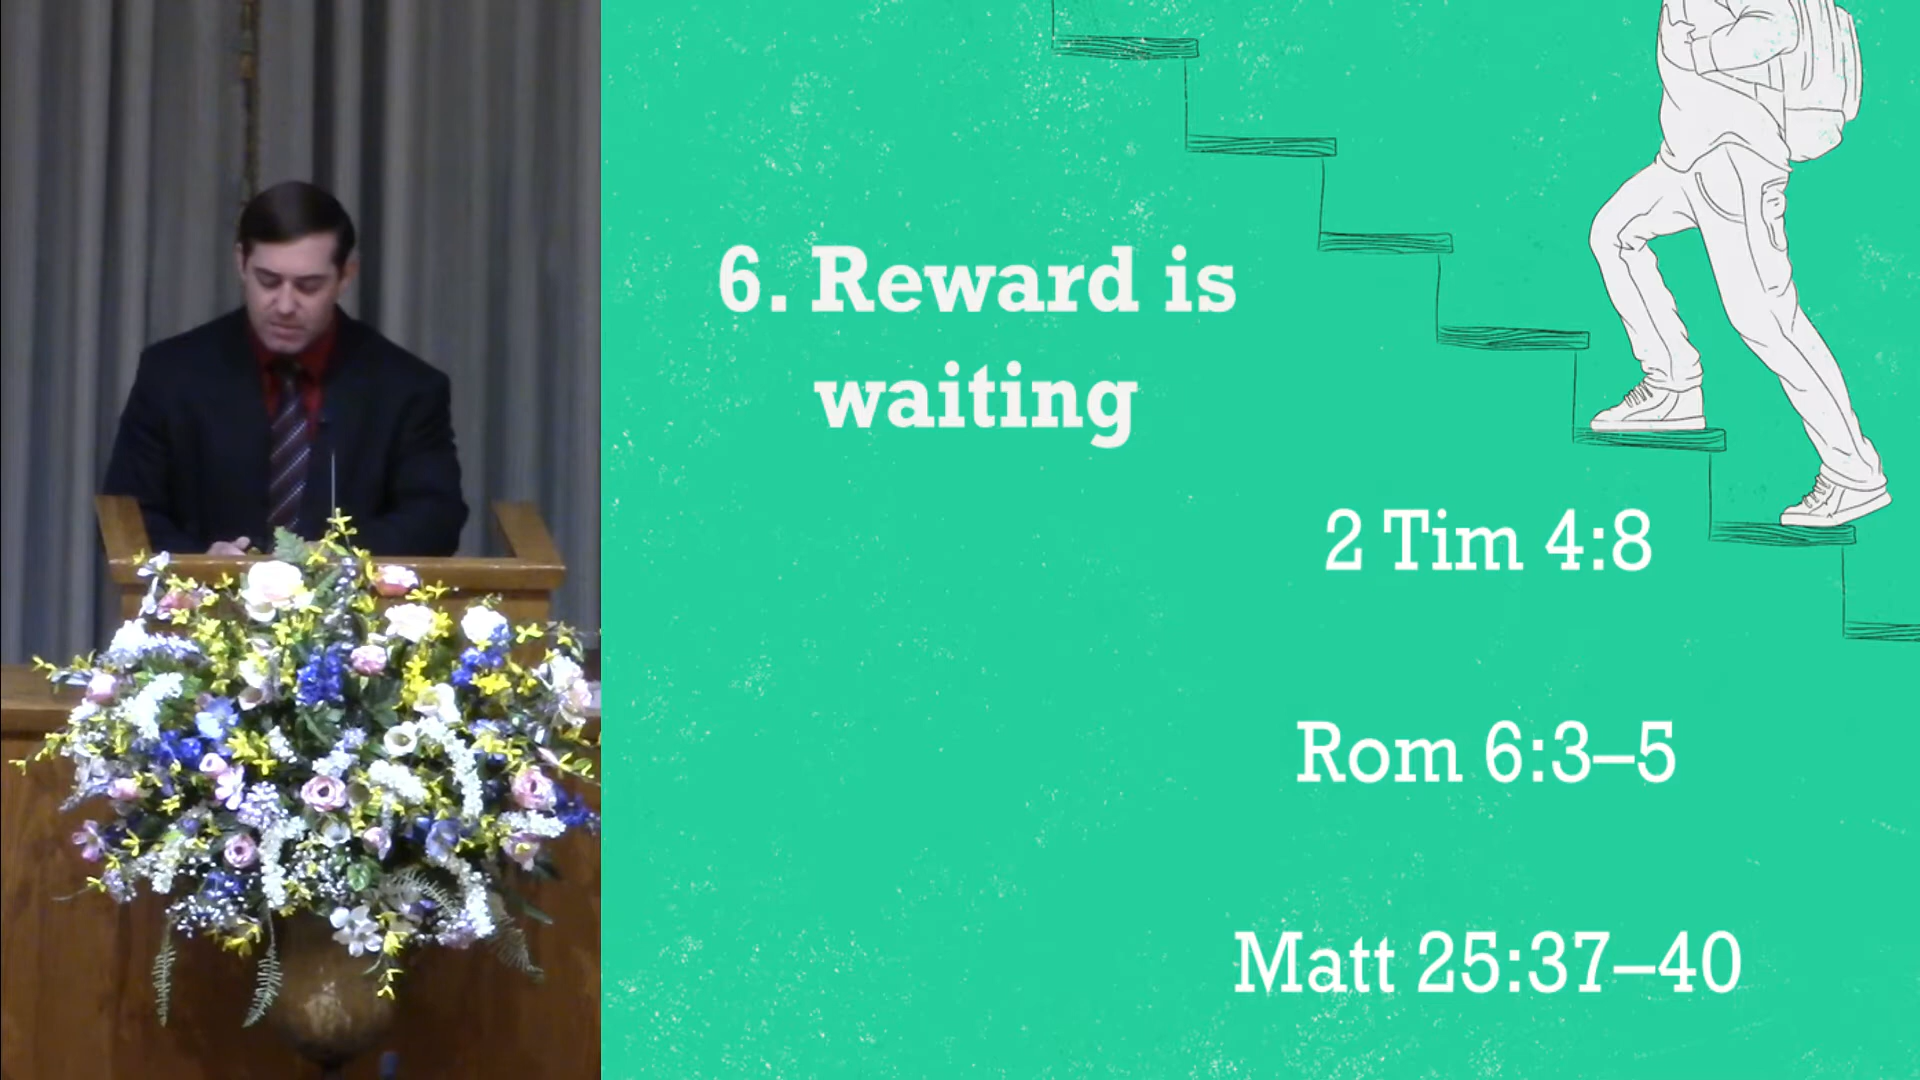 6. Reward is
waiting
2 Tim 4:8
Rom 6:3–5
Matt 25:37–40